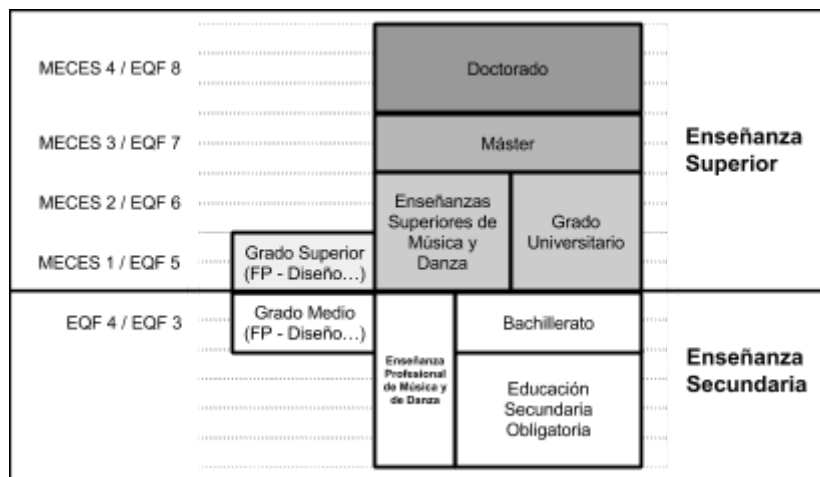 MECES 4 / EQF 8
Doctorado
MECES 3 / EQF 7
Máster
Enseñanza
Superior
MECES 2 / EQF 6
Enseñanzas
Superiores de
Música y
Danza
Grado
Universitario
MECES 1 / EQF 5
Grado Superior
(FP - Diseño...)
EQF 4 / EQF 3
Grado Medio
(FP - Diseño...)
Bachillerato
Enseñanza
Profesional
de Música y
de Danza
Educación
Secundaria
Obligatoria
Enseñanza
Secundaria